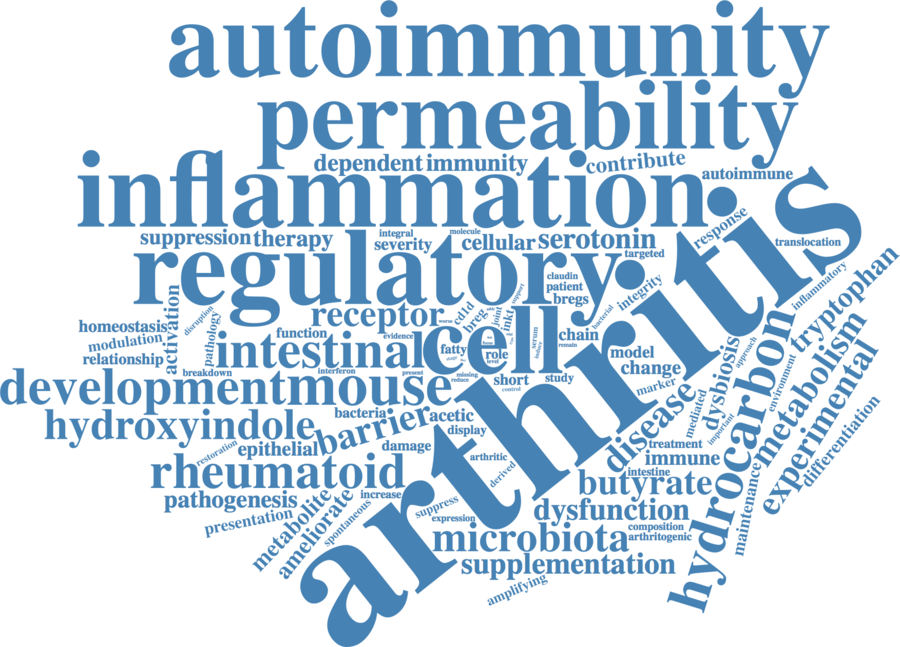 autoimmunity
permeability
dependent immunity contribute
inflammation autoimmune
arthritis
response
suppression therapy
integral
molecule
severity
cellular serotonin
translocation
targeted
regulatory
claudin
patient
bregs
integrity
inflammatory
tryptophan
activation
disruption
pathology
receptor
cd1d
breg
joint
inkt
support
bacterial
homeostasis
modulation
relationship
function
evidence
worse
cell
serum
chain
remain
intestinal
fatty
role
level
model
change
breakdown
interferon
present
missing
reduce
short
control
study
marker
development mouse
hydroxyindole
bacteria
acetic
display
barrier
epithelial
restoration
damage
disease
mediated
dysbiosis
approach
important
hydrocarbon
environment
metabolism
experimental
differentiation
maintenance
treatment
immune
rheumatoid
arthritic
derived
intestine
butyrate
pathogenesis
presentation
metabolite
ameliorate
spontaneous
increase
suppress
expression
dysfunction
composition
arthritogenic
microbiota
supplementation
amplifying